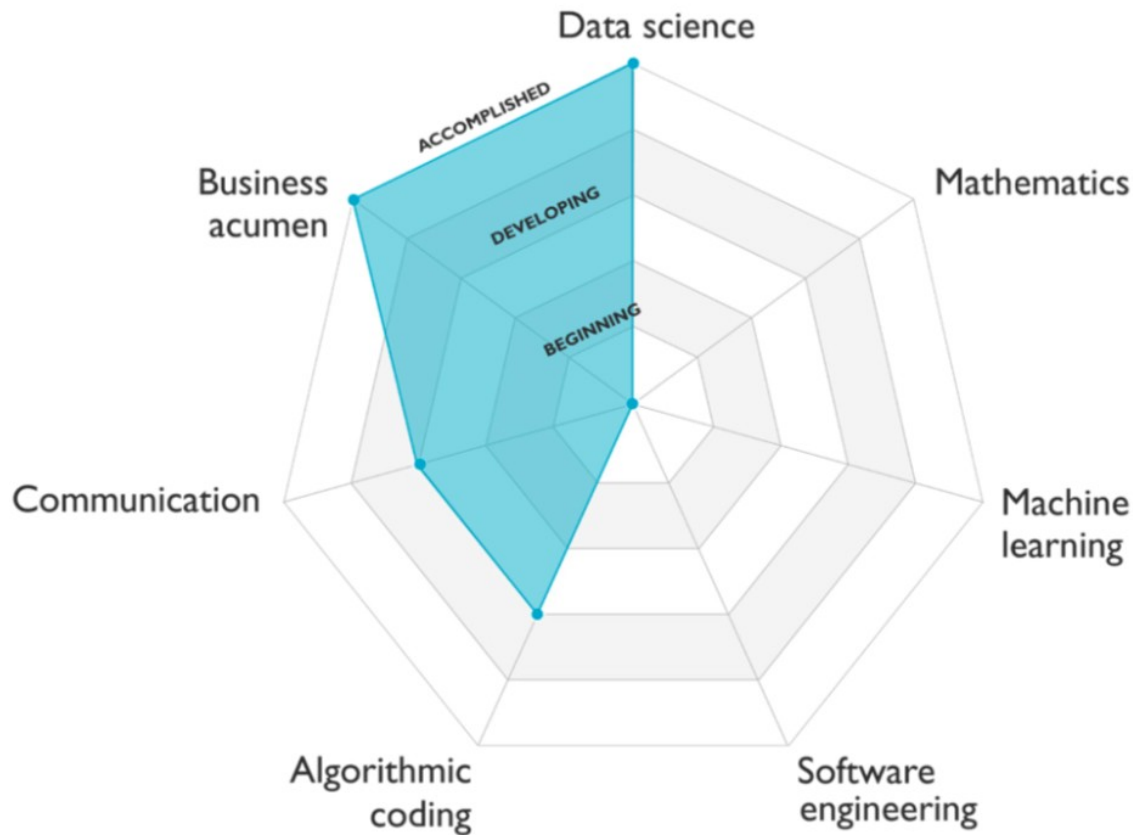 Data science
ACCOMPLISHED
Business
acumen
Mathematics
DEVELOPING
BEGINNING
Communication
Machine
learning
Algorithmic
coding
Software
engineering